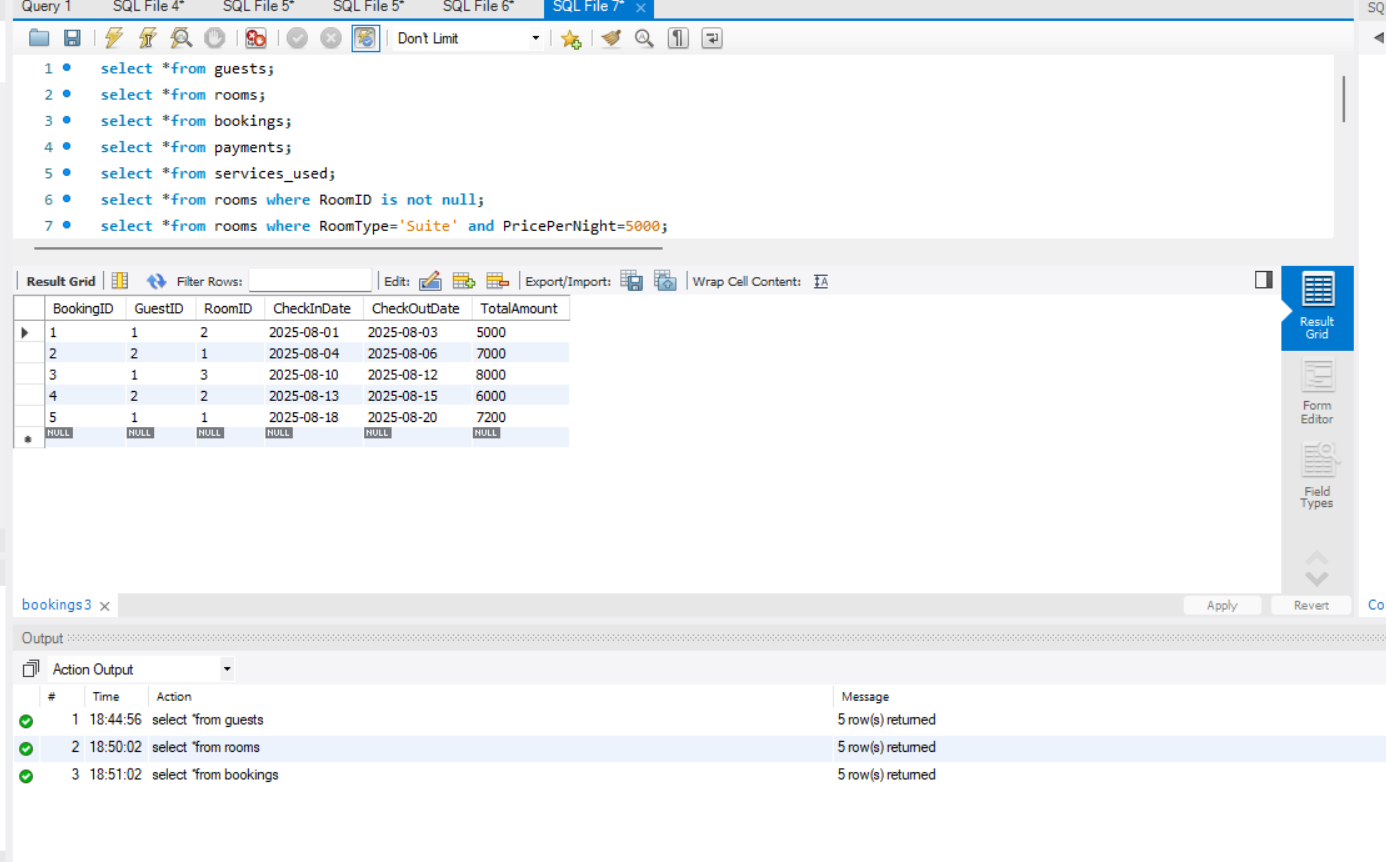 Query 1 SQL File 4* SQL File 5* SQL File 5* SQL File 6* SQL File 7* × SQ
Don't Limit
1 select *from guests;
2 select *from rooms;
3 select *from bookings;
4 select *from payments;
5 select *from services_used;
6 select *from rooms where RoomID is not null;
7 select *from rooms where RoomType='Suite' and PricePerNight=5000;
Result Grid Filter Rows: Edit: Export/Import: Wrap Cell Content:
BookingID GuestID RoomID CheckInDate CheckOutDate TotalAmount
1 1 2 2025-08-01 2025-08-03 5000
2 2 1 2025-08-04 2025-08-06 7000
3 1 3 2025-08-10 2025-08-12 8000
4 2 2 2025-08-13 2025-08-15 6000
5 1 1 2025-08-18 2025-08-20 7200
NULL NULL NULL NULL NULL NULL
Result
Grid
Form
Editor
Field
Types
bookings3 × Apply Revert Co
Output
Action Output
# Time Action Message
1 18:44:56 select *from guests 5 row(s) returned
2 18:50:02 select *from rooms 5 row(s) returned
3 18:51:02 select *from bookings 5 row(s) returned